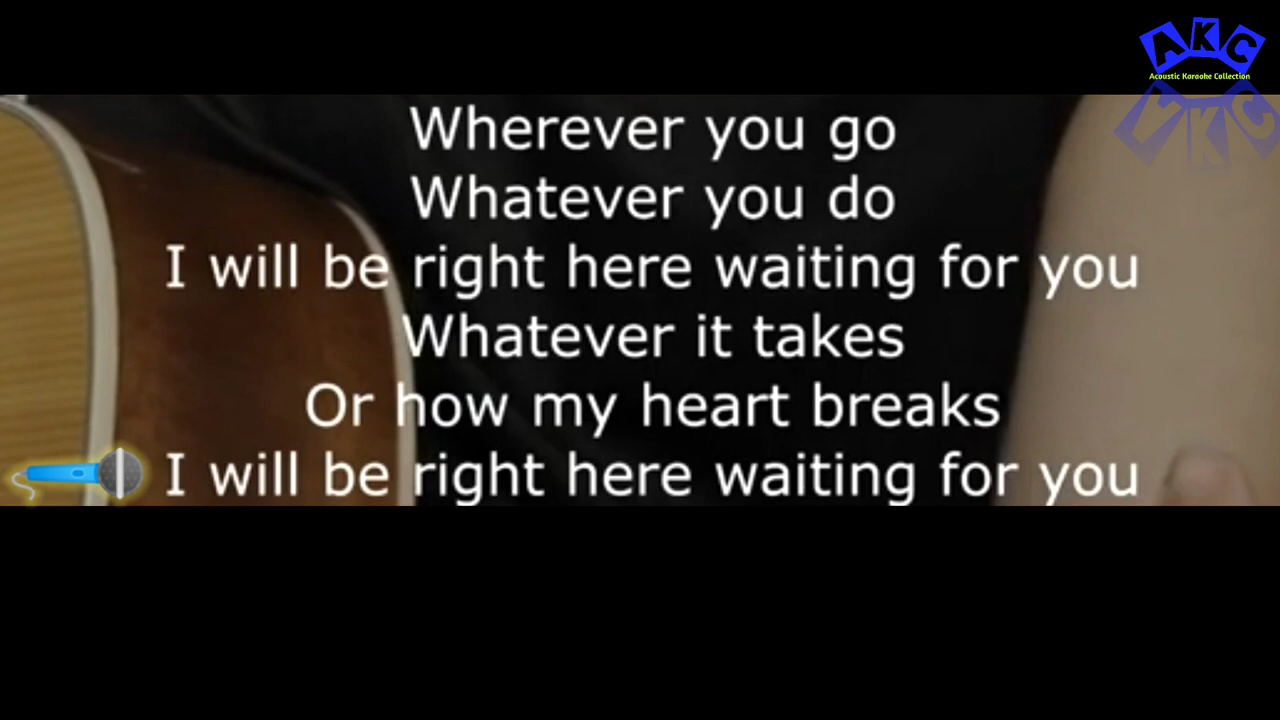 AKC
Acoustic Karaoke Collection
Wherever you go
Whatever you do
I will be right here waiting for you
Whatever it takes
Or how my heart breaks
I will be right here waiting for you